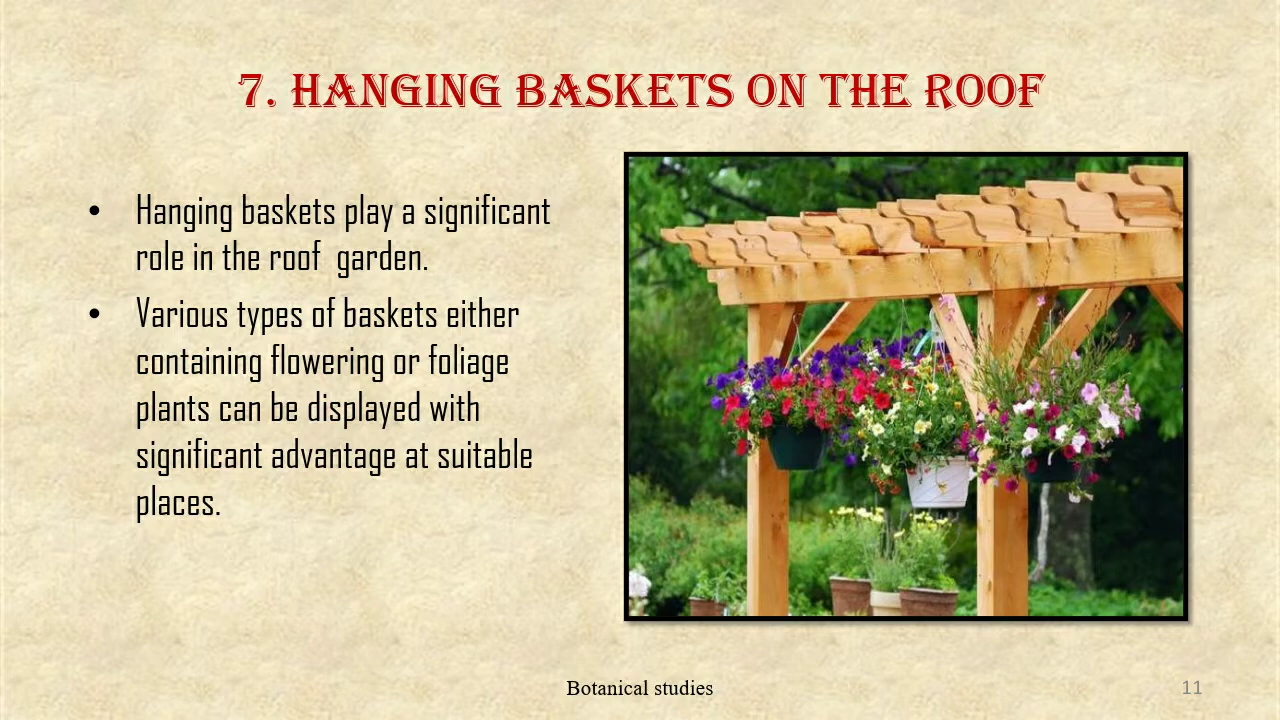 7. HANGING BASKETS ON THE ROOF
• Hanging baskets play a significant
role in the roof  garden.
• Various types of baskets either
containing flowering or foliage
plants can be displayed with
significant advantage at suitable
places.
Botanical studies
11